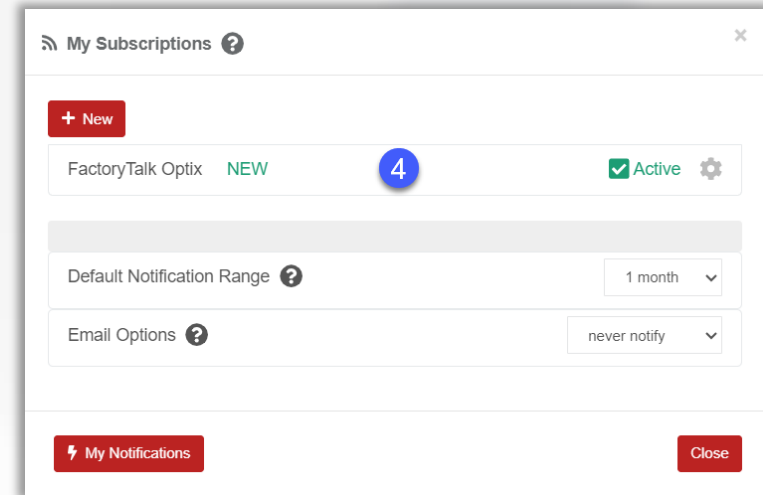 My Subscriptions ?
×
+ New
FactoryTalk Optix NEW 4 Active
Default Notification Range ? 1 month
Email Options ? never notify
My Notifications Close